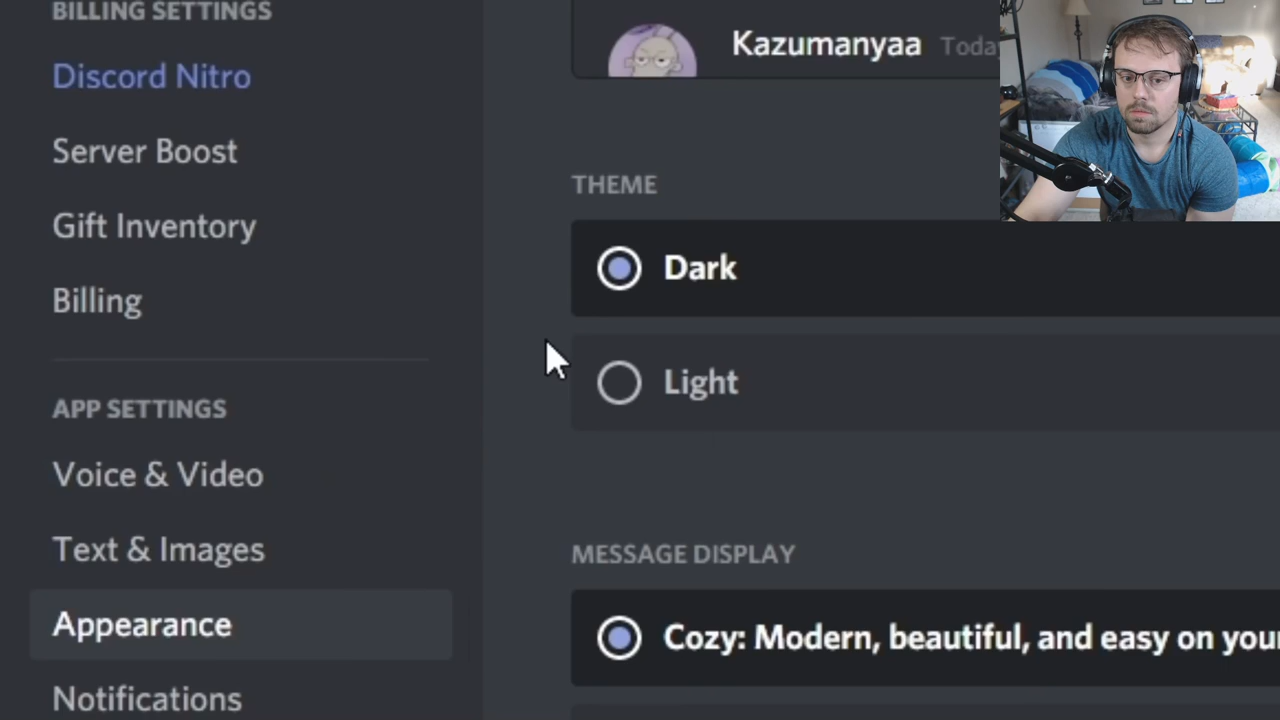 BILLING SETTINGS
Discord Nitro
Server Boost
Gift Inventory
Billing
APP SETTINGS
Voice & Video
Text & Images
Appearance
Notifications
Kazumanyaa Today
THEME
Dark
Light
MESSAGE DISPLAY
Cozy: Modern, beautiful, and easy on your